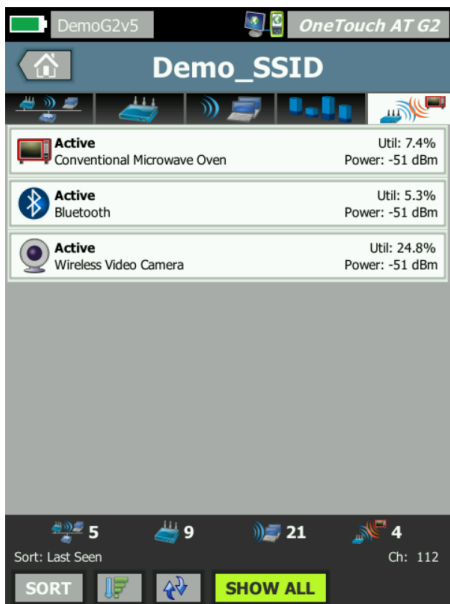 DemoG2v5
OneTouch AT G2
Demo_SSID
Active
Util: 7.4%
Conventional Microwave Oven
Power: -51 dBm
Active
Util: 5.3%
Bluetooth
Power: -51 dBm
Active
Util: 24.8%
Wireless Video Camera
Power: -51 dBm
5
9
21
4
Sort: Last Seen
Ch: 112
SORT
SHOW ALL